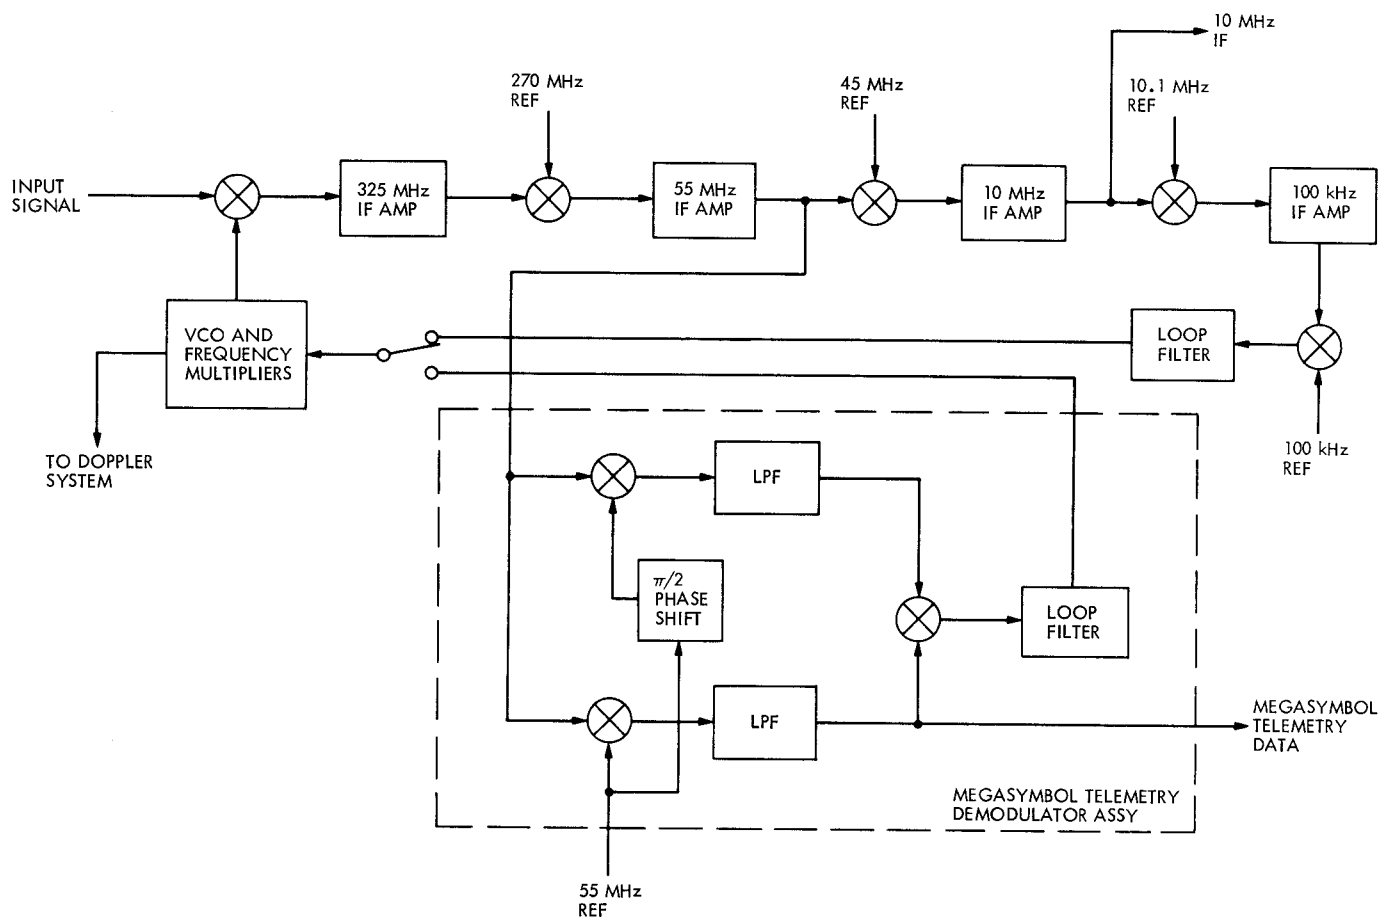 10 MHz
IF
270 MHz
REF
45 MHz
REF
10.1 MHz
REF
INPUT
SIGNAL
325 MHz
IF AMP
55 MHz
IF AMP
10 MHz
IF AMP
100 kHz
IF AMP
VCO AND
FREQUENCY
MULTIPLIERS
LOOP
FILTER
TO DOPPLER
SYSTEM
100 kHz
REF
LPF
π/2
PHASE
SHIFT
LOOP
FILTER
LPF
MEGASYMBOL
TELEMETRY
DATA
MEGASYMBOL TELEMETRY
DEMODULATOR ASSY
55 MHz
REF